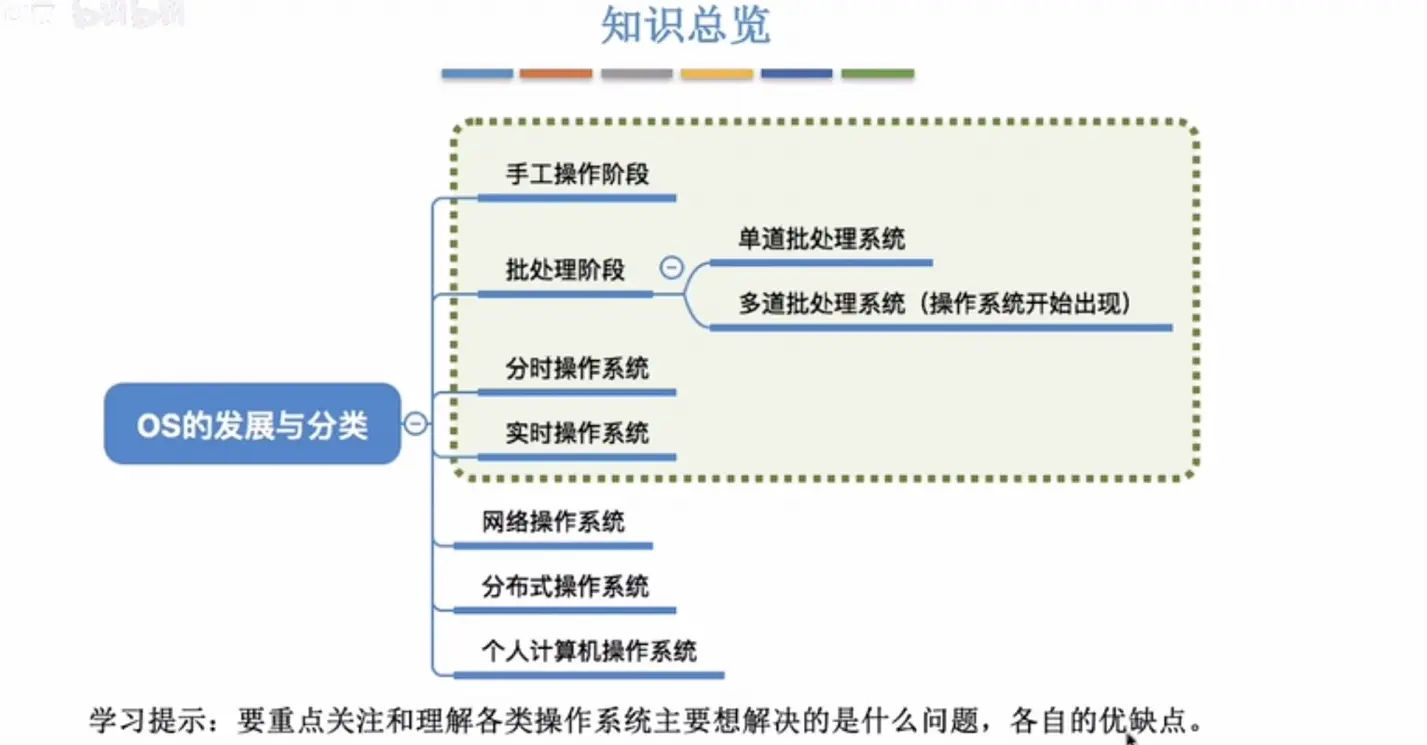 bilibili
知识总览
手工操作阶段
单道批处理系统
批处理阶段
多道批处理系统（操作系统开始出现）
分时操作系统
OS的发展与分类
实时操作系统
网络操作系统
分布式操作系统
个人计算机操作系统
学习提示：要重点关注和理解各类操作系统主要想解决的是什么问题，各自的优缺点。